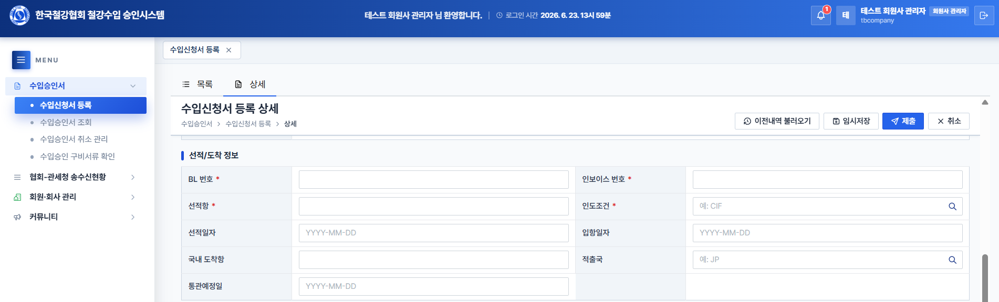 한국철강협회 철강수입 승인시스템
테스트 회원사 관리자 님 환영합니다. | 로그인 시간 2026. 6. 23. 13시 59분
1
테
테스트 회원사 관리자 회원사 관리자
tbcompany
MENU
수입승인서
수입신청서 등록
수입승인서 조회
수입승인서 취소 관리
수입승인 구비서류 확인
협회-관세청 송수신현황
회원·회사 관리
커뮤니티
수입신청서 등록
목록 상세
수입신청서 등록 상세
수입승인서 > 수입신청서 등록 > 상세
이전내역 불러오기 임시저장 제출 취소
선적/도착 정보
BL 번호 * 인보이스 번호 *
선적항 * 인도조건 * 예: CIF
선적일자 YYYY-MM-DD 입항일자 YYYY-MM-DD
국내 도착항 적출국 예: JP
통관예정일 YYYY-MM-DD